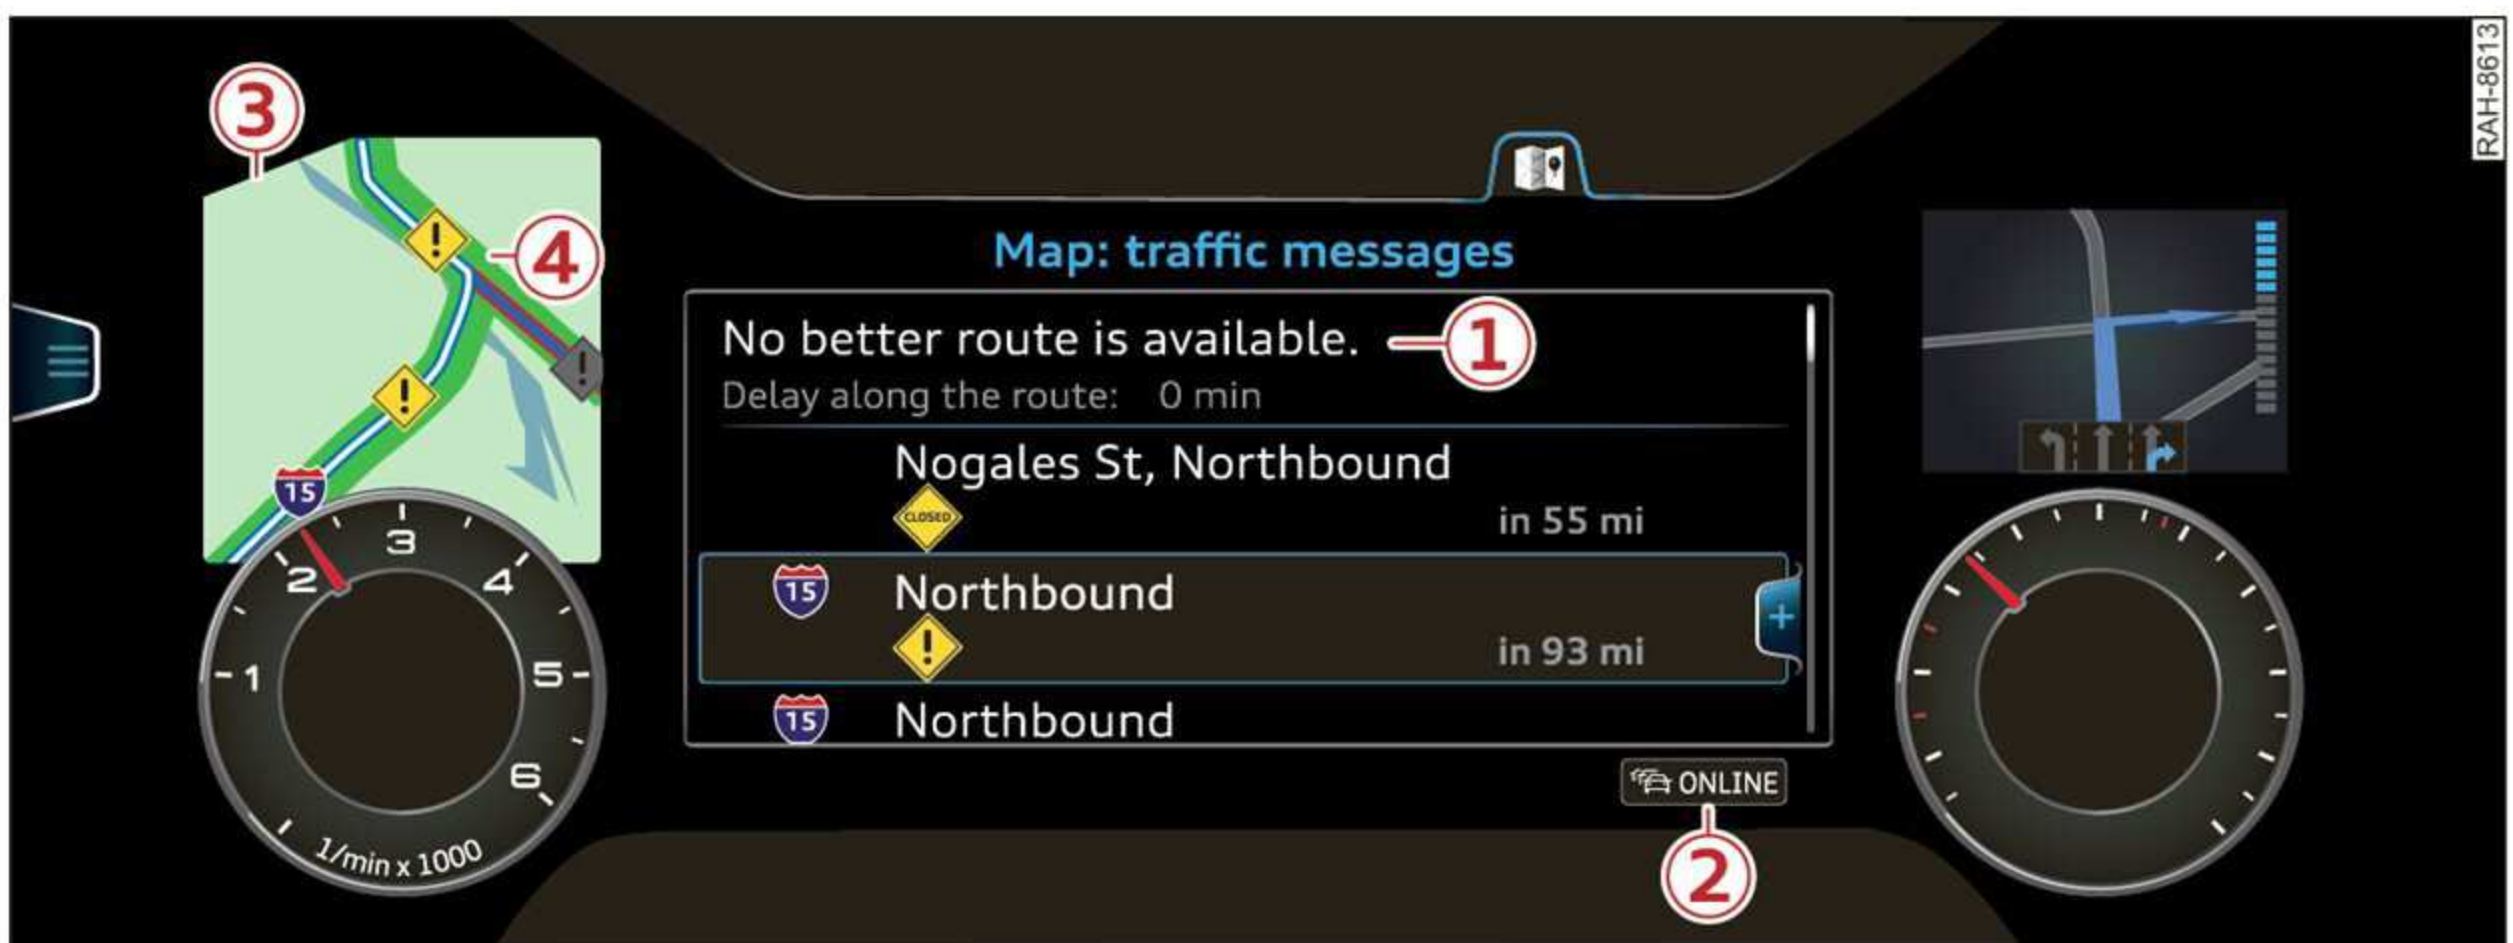 RAH-8613
3
4
15
Map: traffic messages
No better route is available.
1
Delay along the route: 0 min
Nogales St, Northbound
CLOSED
in 55 mi
15 Northbound
!
in 93 mi
+
15 Northbound
ONLINE
2
1
2
3
4
5
6
1/min x 1000
!
!
!